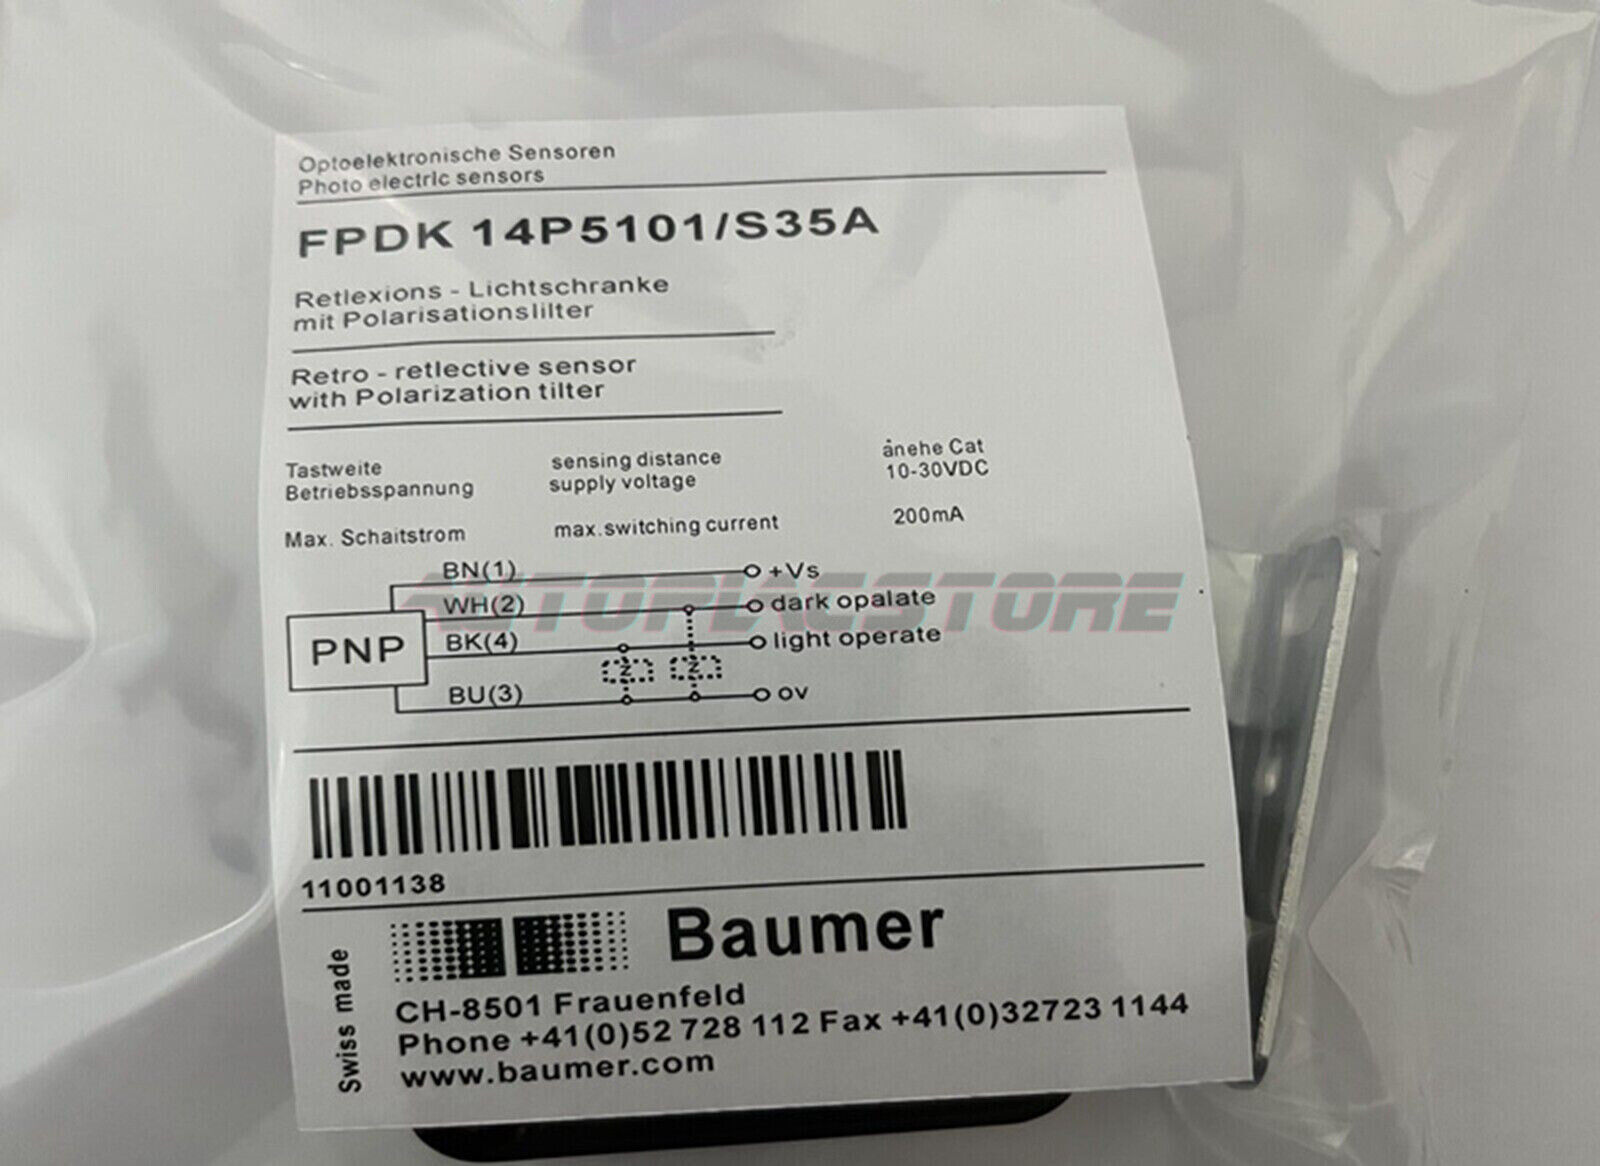 Optoelektronische Sensoren
Photo electric sensors
FPDK 14P5101/S35A
Retlexions - Lichtschranke
mit Polarisationslilter
Retro - retlective sensor
with Polarization tilter
Tastweite sensing distance ȧnehe Cat
Betriebsspannung supply voltage 10-30VDC
Max. Schaitstrom max.switching current 200mA
BN(1) +Vs
WH(2) dark opalate
AUTOPLACSTORE
PNP BK(4) light operate
Z Z
BU(3) ov
11001138
Swiss made
Baumer
CH-8501 Frauenfeld
Phone +41(0)52 728 112 Fax +41(0)32723 1144
www.baumer.com